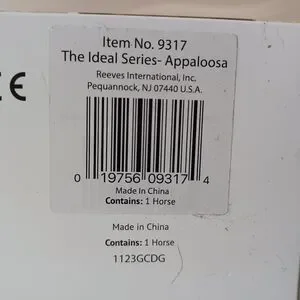 Item No. 9317
The Ideal Series- Appaloosa
Reeves International, Inc.
Pequannock, NJ 07440 U.S.A.
CE
0 19756 09317 4
Made in China
Contains: 1 Horse
Made in China
Contains: 1 Horse
1123GCDG